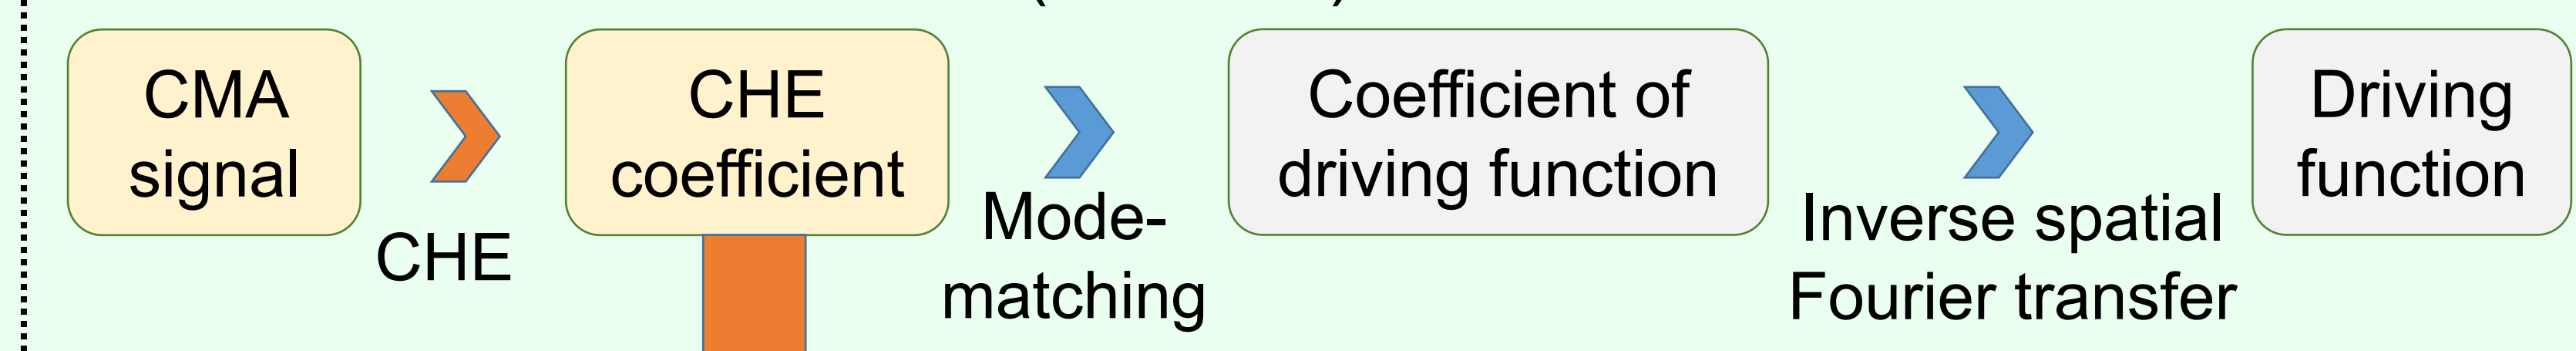 CMA
signal
CHE
CHE
coefficient
Mode-
matching
Coefficient of
driving function
Inverse spatial
Fourier transfer
Driving
function